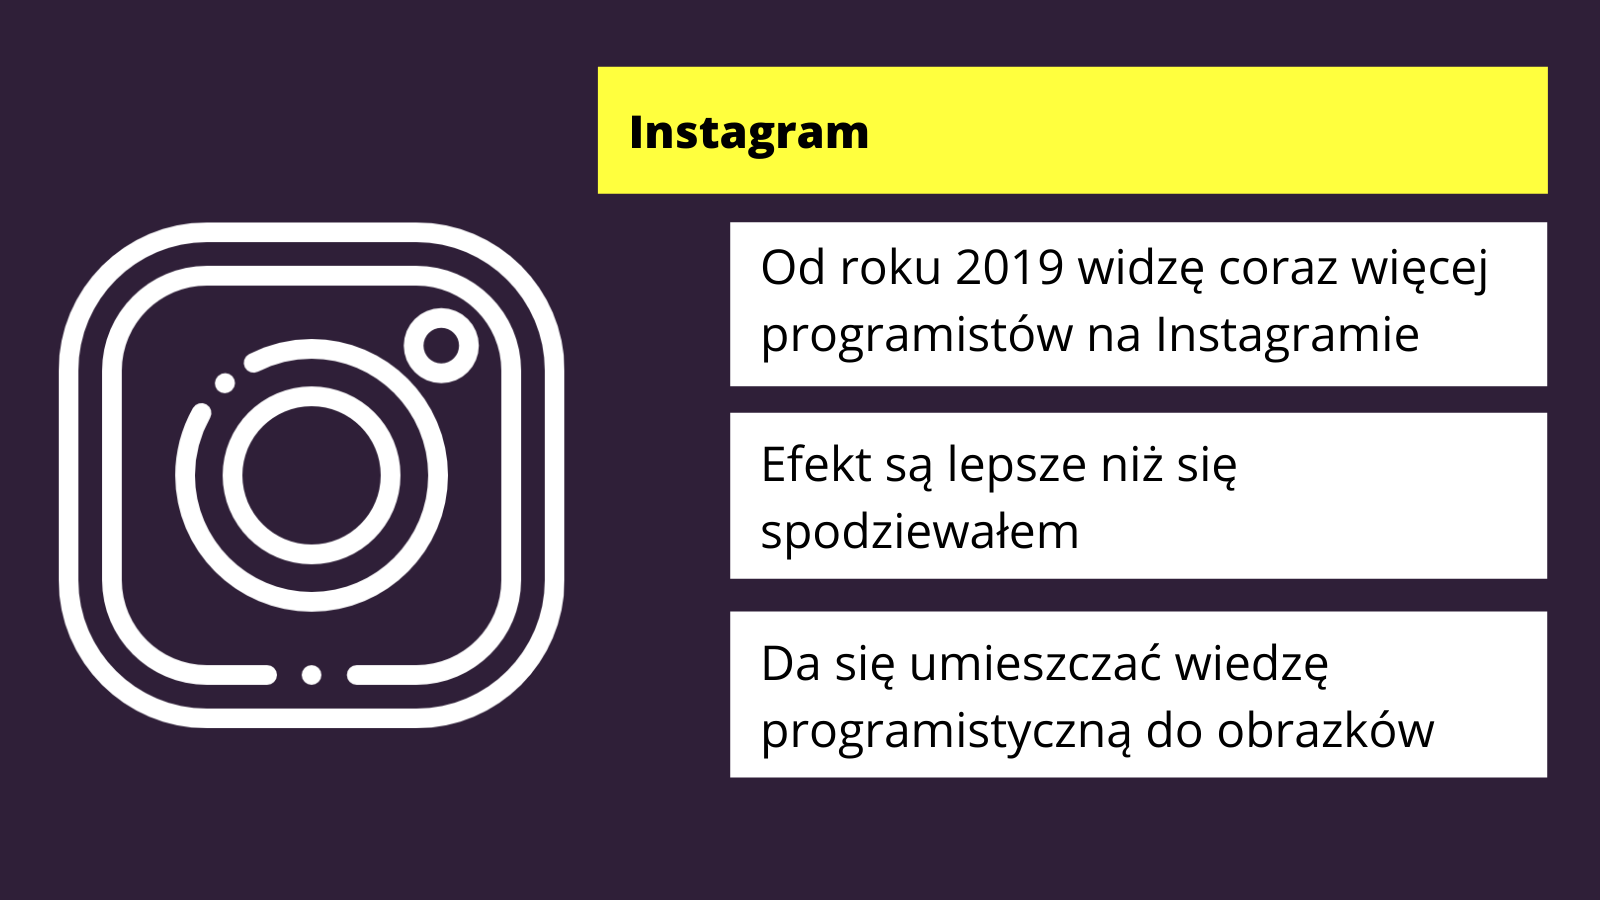 Instagram
Od roku 2019 widzę coraz więcej
programistów na Instagramie
Efekt są lepsze niż się
spodziewałem
Da się umieszczać wiedzę
programistyczną do obrazków